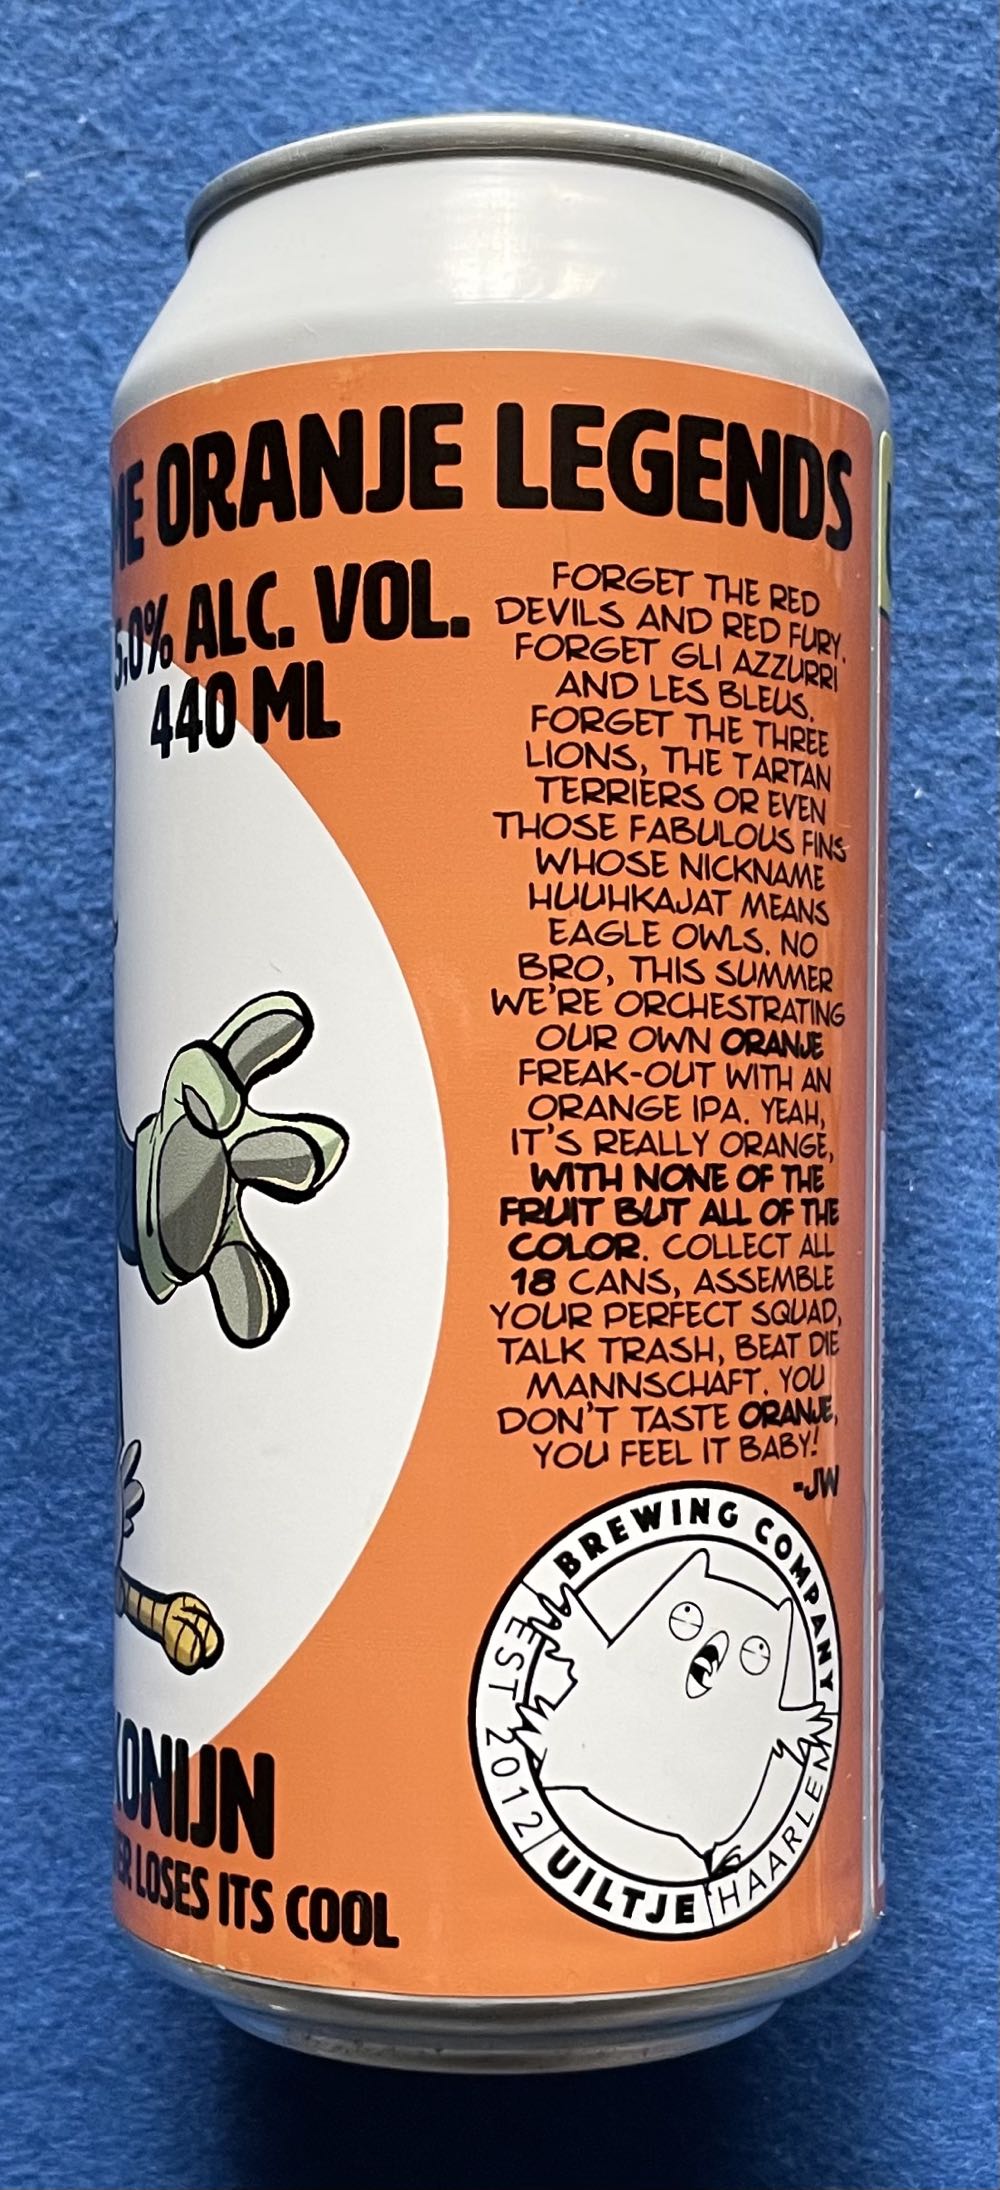 ORANJE LEGENDS
5,0% ALC. VOL.
440 ML
FORGET THE RED
DEVILS AND RED FURY.
FORGET GLI AZZURRI
AND LES BLEUS.
FORGET THE THREE
LIONS, THE TARTAN
TERRIERS OR EVEN
THOSE FABULOUS FINS
WHOSE NICKNAME
HUUHKAJAT MEANS
EAGLE OWLS. NO
BRO, THIS SUMMER
WE'RE ORCHESTRATING
OUR OWN ORANJE
FREAK-OUT WITH AN
ORANGE IPA. YEAH,
IT'S REALLY ORANGE,
WITH NONE OF THE
FRUIT BUT ALL OF THE
COLOR. COLLECT ALL
18 CANS, ASSEMBLE
YOUR PERFECT SQUAD,
TALK TRASH, BEAT DIE
MANNSCHAFT. YOU
DON'T TASTE ORANJE,
YOU FEEL IT BABY!
-JW
BREWING COMPANY
EST 2012
UILTJE
HAARLEM
KONIJN
LOSES ITS COOL